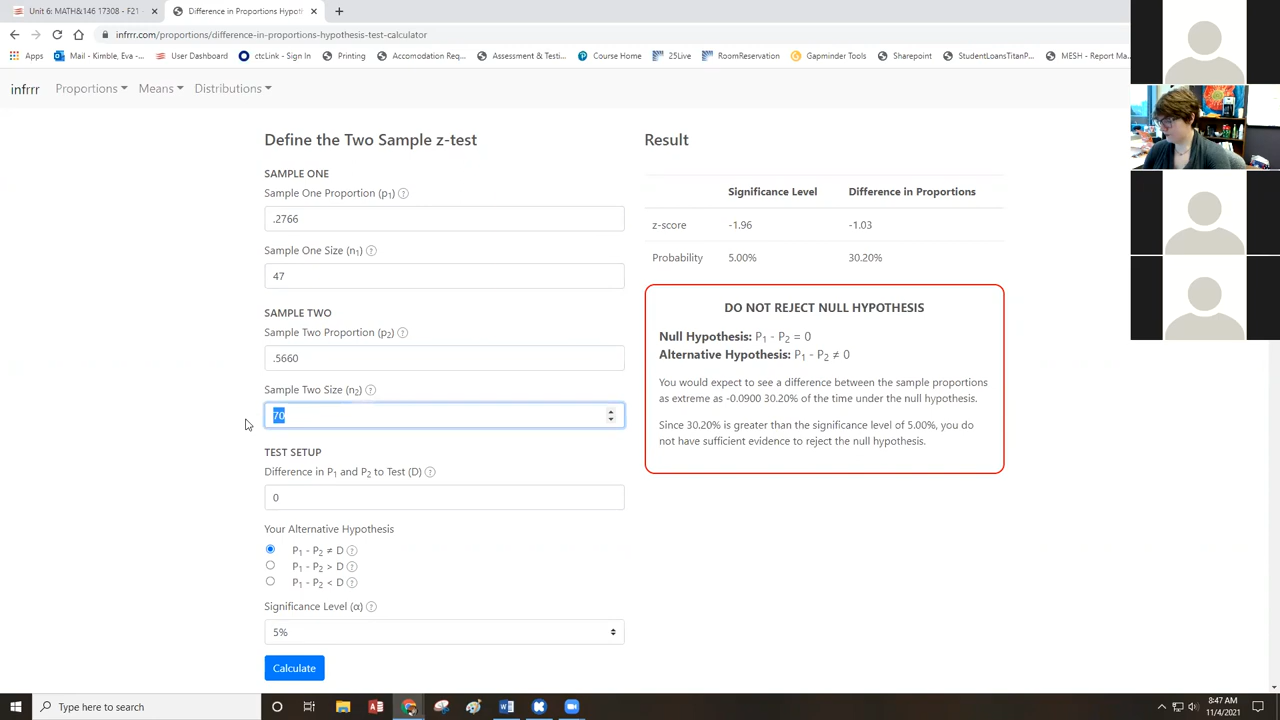 Unit 6: MATH&146 17308 - F21
Difference in Proportions Hypoth
infrrr.com/proportions/difference-in-proportions-hypothesis-test-calculator
Apps
Mail - Kimble, Eva -...
User Dashboard
ctcLink - Sign In
Printing
Accomodation Req...
Assessment & Testi...
Course Home
25Live
RoomReservation
Gapminder Tools
Sharepoint
StudentLoansTitanP...
MESH - Report Ma...
infrrr
Proportions
Means
Distributions
Define the Two Sample z-test
SAMPLE ONE
Sample One Proportion (p1) ?
.2766
Sample One Size (n1) ?
47
SAMPLE TWO
Sample Two Proportion (p2) ?
.5660
Sample Two Size (n2) ?
70
TEST SETUP
Difference in P1 and P2 to Test (D) ?
0
Your Alternative Hypothesis
P1 - P2 ≠ D ?
P1 - P2 > D ?
P1 - P2 < D ?
Significance Level (α) ?
5%
Calculate
Result
Significance Level Difference in Proportions
z-score -1.96 -1.03
Probability 5.00% 30.20%
DO NOT REJECT NULL HYPOTHESIS
Null Hypothesis: P1 - P2 = 0
Alternative Hypothesis: P1 - P2 ≠ 0
You would expect to see a difference between the sample proportions
as extreme as -0.0900 30.20% of the time under the null hypothesis.
Since 30.20% is greater than the significance level of 5.00%, you do
not have sufficient evidence to reject the null hypothesis.
Type here to search
8:47 AM
11/4/2021